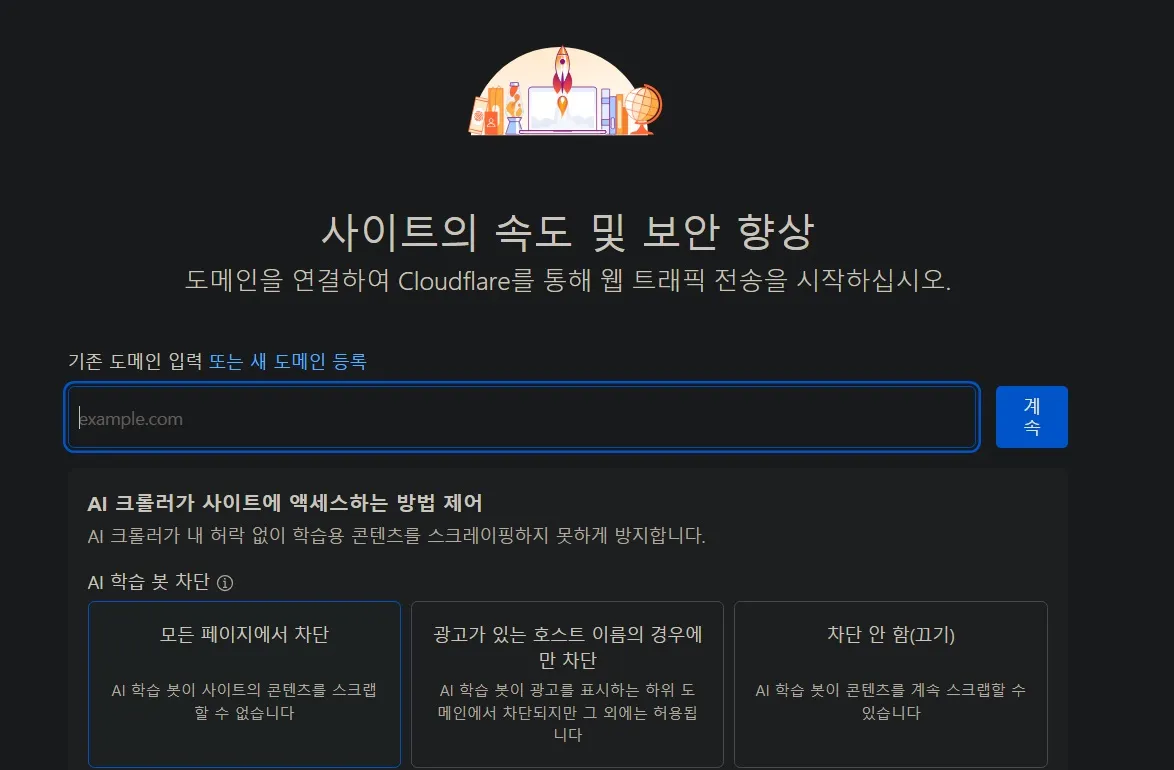 사이트의 속도 및 보안 향상
도메인을 연결하여 Cloudflare를 통해 웹 트래픽 전송을 시작하십시오.
기존 도메인 입력 또는 새 도메인 등록
example.com
계
속
AI 크롤러가 사이트에 액세스하는 방법 제어
AI 크롤러가 내 허락 없이 학습용 콘텐츠를 스크레이핑하지 못하게 방지합니다.
AI 학습 봇 차단
모든 페이지에서 차단
AI 학습 봇이 사이트의 콘텐츠를 스크랩
할 수 없습니다
광고가 있는 호스트 이름의 경우에
만 차단
AI 학습 봇이 광고를 표시하는 하위 도
메인에서 차단되지만 그 외에는 허용됩
니다
차단 안 함(끄기)
AI 학습 봇이 콘텐츠를 계속 스크랩할 수
있습니다